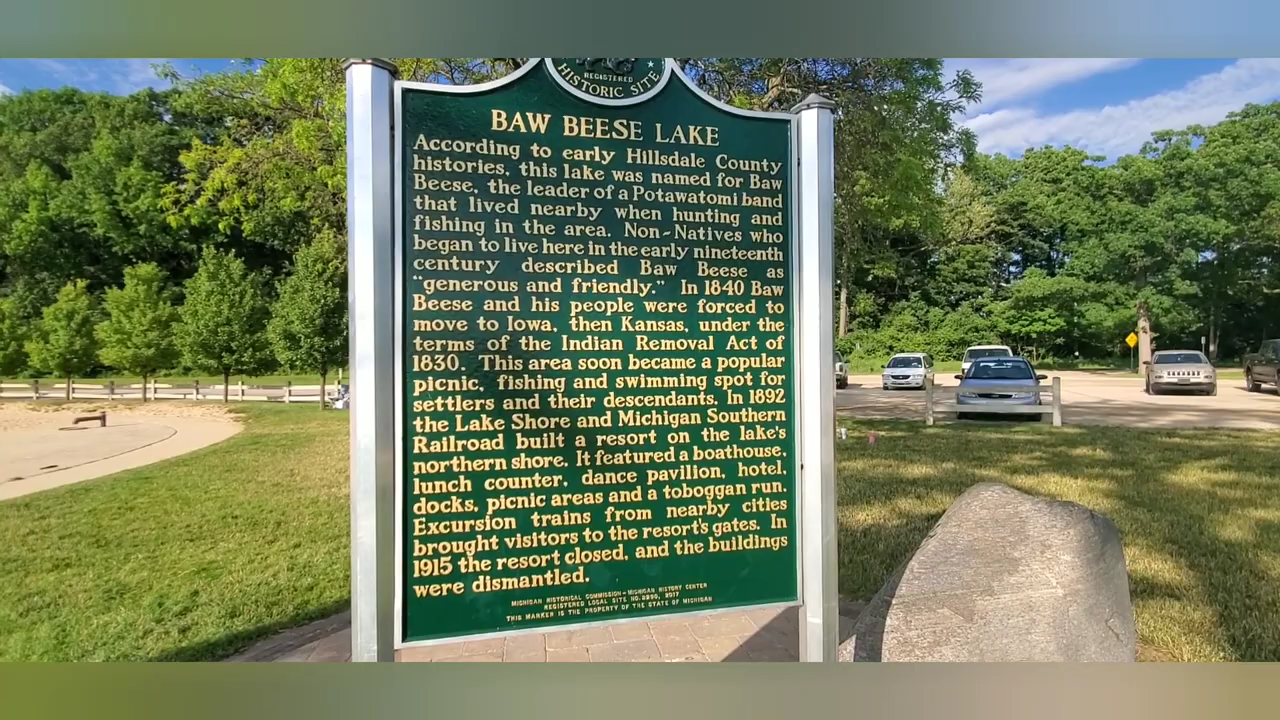 REGISTERED
HISTORIC SITE
BAW BEESE LAKE
According to early Hillsdale County
histories, this lake was named for Baw
Beese, the leader of a Potawatomi band
that lived nearby when hunting and
fishing in the area. Non-Natives who
began to live here in the early nineteenth
century described Baw Beese as
"generous and friendly." In 1840 Baw
Beese and his people were forced to
move to Iowa, then Kansas, under the
terms of the Indian Removal Act of
1830. This area soon became a popular
picnic, fishing and swimming spot for
settlers and their descendants. In 1892
the Lake Shore and Michigan Southern
Railroad built a resort on the lake's
northern shore. It featured a boathouse,
lunch counter, dance pavilion, hotel,
docks, picnic areas and a toboggan run.
Excursion trains from nearby cities
brought visitors to the resort's gates. In
1915 the resort closed, and the buildings
were dismantled.
MICHIGAN HISTORICAL COMMISSION – MICHIGAN HISTORY CENTER
REGISTERED LOCAL SITE NO. 2290, 2017
THIS MARKER IS THE PROPERTY OF THE STATE OF MICHIGAN